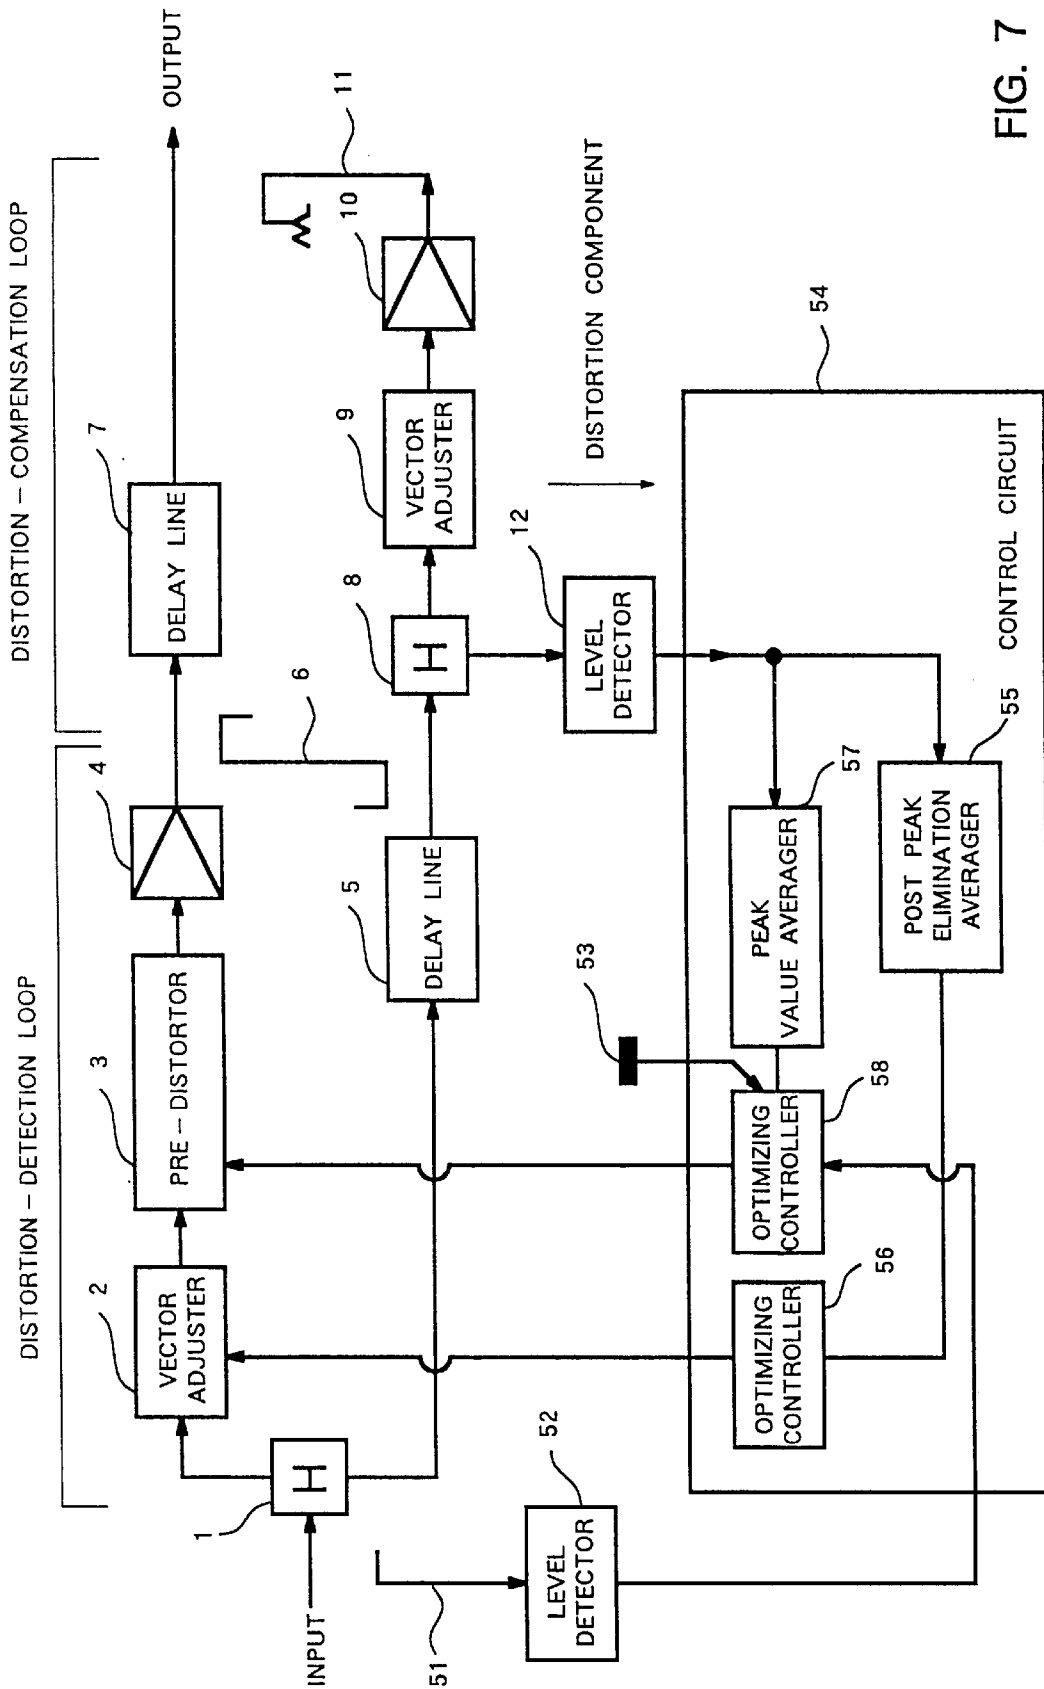 DISTORTION – DETECTION LOOP
DISTORTION – COMPENSATION LOOP
2
3
4
7
VECTOR
ADJUSTER
PRE – DISTORTOR
DELAY LINE
OUTPUT
1
H
INPUT
6
5
DELAY LINE
8
H
9
VECTOR
ADJUSTER
10
11
51
52
LEVEL
DETECTOR
53
12
LEVEL
DETECTOR
DISTORTION COMPONENT
54
56
OPTIMIZING
CONTROLLER
58
OPTIMIZING
CONTROLLER
57
PEAK
VALUE AVERAGER
55
POST PEAK
ELIMINATION
AVERAGER
CONTROL CIRCUIT
FIG. 7